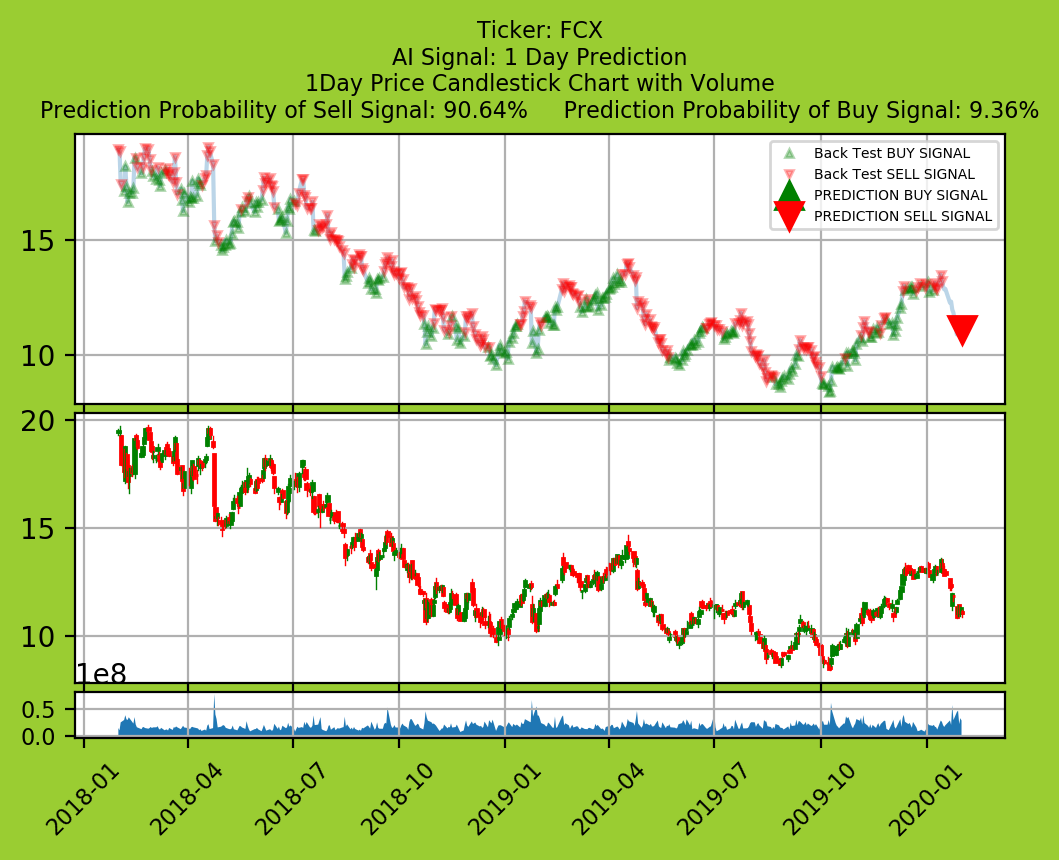 Ticker: FCX
AI Signal: 1 Day Prediction
1Day Price Candlestick Chart with Volume
Prediction Probability of Sell Signal: 90.64% Prediction Probability of Buy Signal: 9.36%
Back Test BUY SIGNAL
Back Test SELL SIGNAL
PREDICTION BUY SIGNAL
PREDICTION SELL SIGNAL
15
10
20
15
10
1e8
0.5
0.0
2018-01
2018-04
2018-07
2018-10
2019-01
2019-04
2019-07
2019-10
2020-01